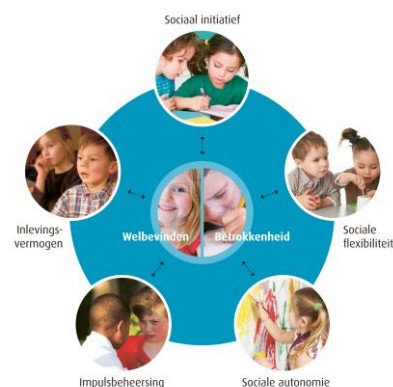 Sociaal initiatief
Inlevings-
vermogen
Welbevinden
Betrokkenheid
Sociale
flexibiliteit
Impulsbeheersing
Sociale autonomie